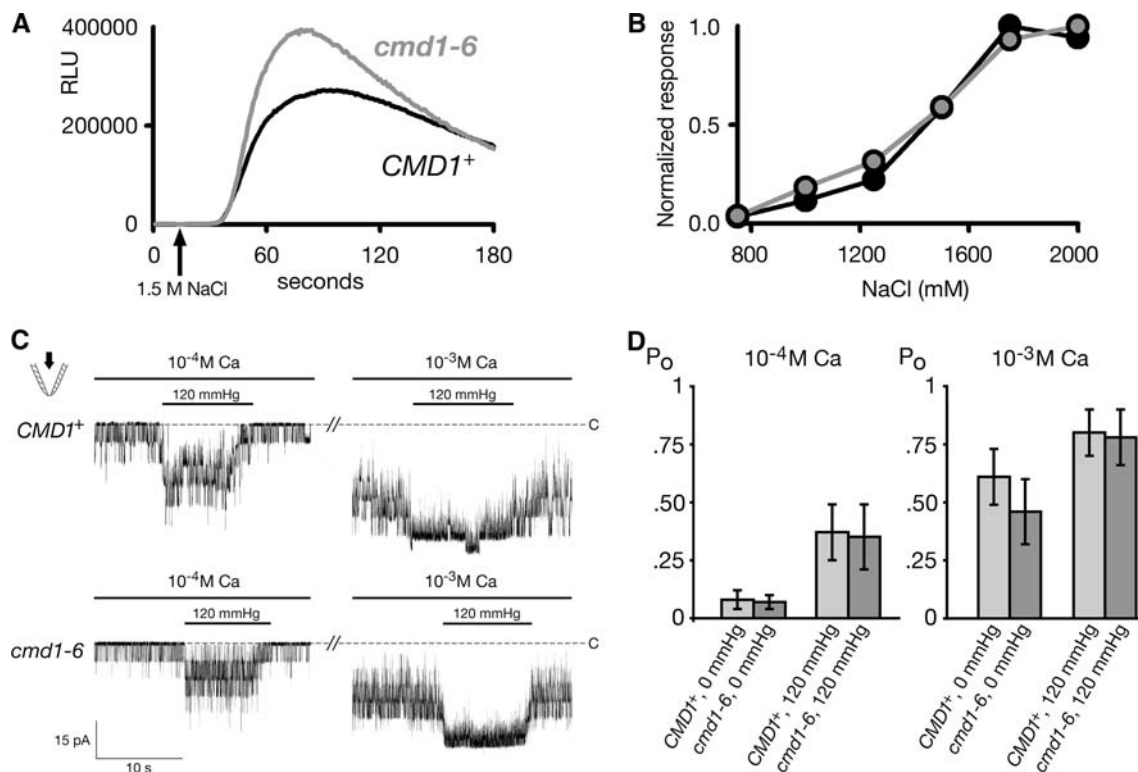 A
400000
cmd1-6
RLU
200000
CMD1+
0
0 60 120 180
1.5 M NaCl
seconds
B
Normalized response
1.0
0.5
0.0
800 1200 1600 2000
NaCl (mM)
C
10-4M Ca 10-3M Ca
120 mmHg 120 mmHg
CMD1+
//
C
10-4M Ca 10-3M Ca
120 mmHg 120 mmHg
cmd1-6
//
C
15 pA
10 s
D
PO 10-4M Ca
1
.75
.50
.25
0
CMD1+, 0 mmHg
cmd1-6, 0 mmHg
CMD1+, 120 mmHg
cmd1-6, 120 mmHg
PO 10-3M Ca
1
.75
.50
.25
0
CMD1+, 0 mmHg
cmd1-6, 0 mmHg
CMD1+, 120 mmHg
cmd1-6, 120 mmHg